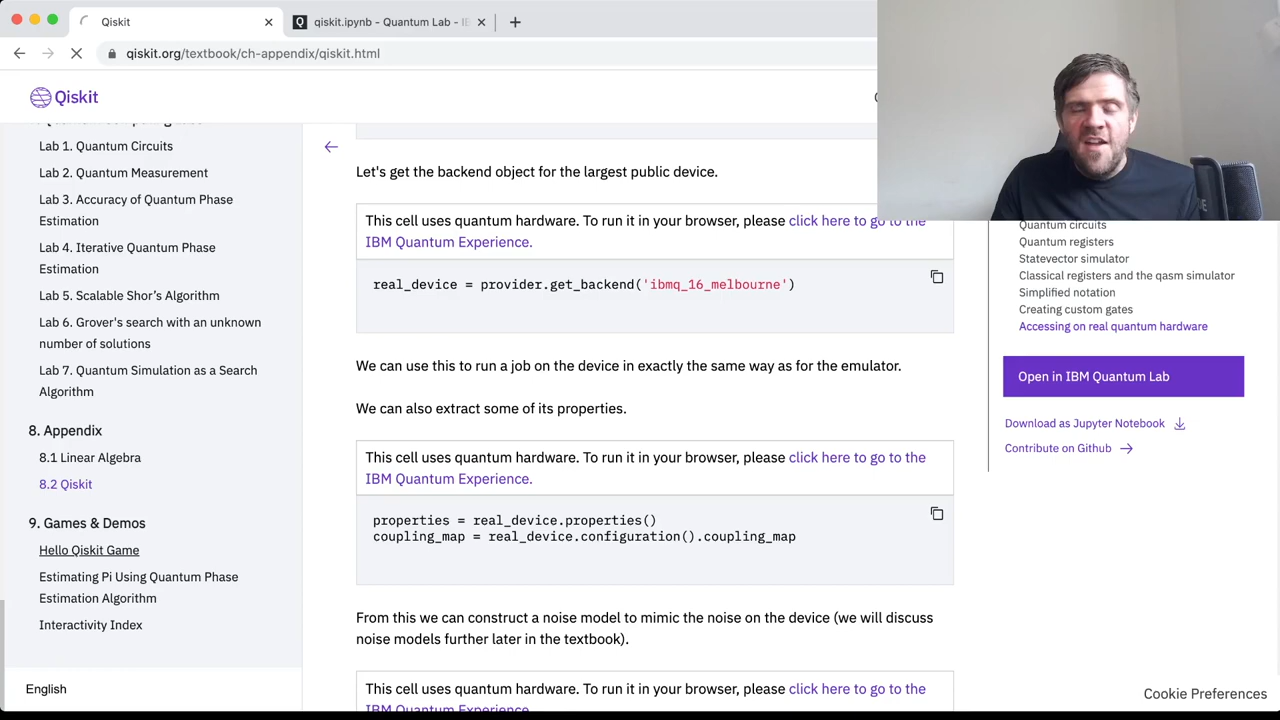 Qiskit
qiskit.ipynb - Quantum Lab - I
qiskit.org/textbook/ch-appendix/qiskit.html
Qiskit
Lab 1. Quantum Circuits
Lab 2. Quantum Measurement
Lab 3. Accuracy of Quantum Phase
Estimation
Lab 4. Iterative Quantum Phase
Estimation
Lab 5. Scalable Shor's Algorithm
Lab 6. Grover's search with an unknown
number of solutions
Lab 7. Quantum Simulation as a Search
Algorithm
8. Appendix
8.1 Linear Algebra
8.2 Qiskit
9. Games & Demos
Hello Qiskit Game
Estimating Pi Using Quantum Phase
Estimation Algorithm
Interactivity Index
English
Let's get the backend object for the largest public device.
This cell uses quantum hardware. To run it in your browser, please click here to go to the
IBM Quantum Experience.
real_device = provider.get_backend('ibmq_16_melbourne')
We can use this to run a job on the device in exactly the same way as for the emulator.
We can also extract some of its properties.
This cell uses quantum hardware. To run it in your browser, please click here to go to the
IBM Quantum Experience.
properties = real_device.properties()
coupling_map = real_device.configuration().coupling_map
From this we can construct a noise model to mimic the noise on the device (we will discuss
noise models further later in the textbook).
This cell uses quantum hardware. To run it in your browser, please click here to go to the
IBM Quantum Experience.
Quantum circuits
Quantum registers
Statevector simulator
Classical registers and the qasm simulator
Simplified notation
Creating custom gates
Accessing on real quantum hardware
Open in IBM Quantum Lab
Download as Jupyter Notebook
Contribute on Github
Cookie Preferences